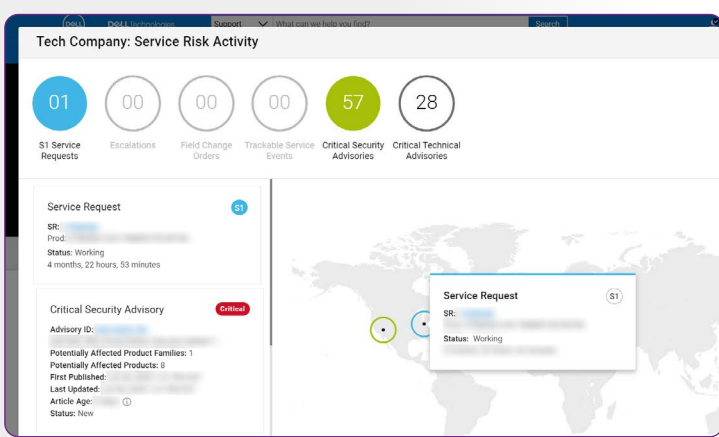 DELL DELL Technologies Support What can we help you find? Search
Tech Company: Service Risk Activity
01 00 00 00 57 28
S1 Service Requests
Escalations
Field Change Orders
Trackable Service Events
Critical Security Advisories
Critical Technical Advisories
Service Request S1
SR:
Prod:
Status: Working
4 months, 22 hours, 53 minutes
Critical Security Advisory Critical
Advisory ID:
Potentially Affected Product Families: 1
Potentially Affected Products: 8
First Published:
Last Updated:
Article Age:
Status: New
Service Request S1
SR:
Status: Working